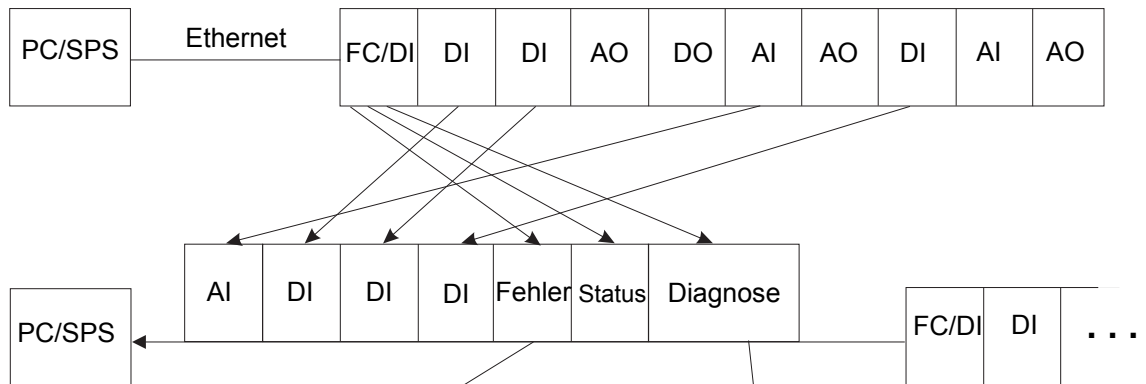 PC/SPS Ethernet FC/DI DI DI AO DO AI AO DI AI AO
AI DI DI DI Fehler Status Diagnose
PC/SPS FC/DI DI ...